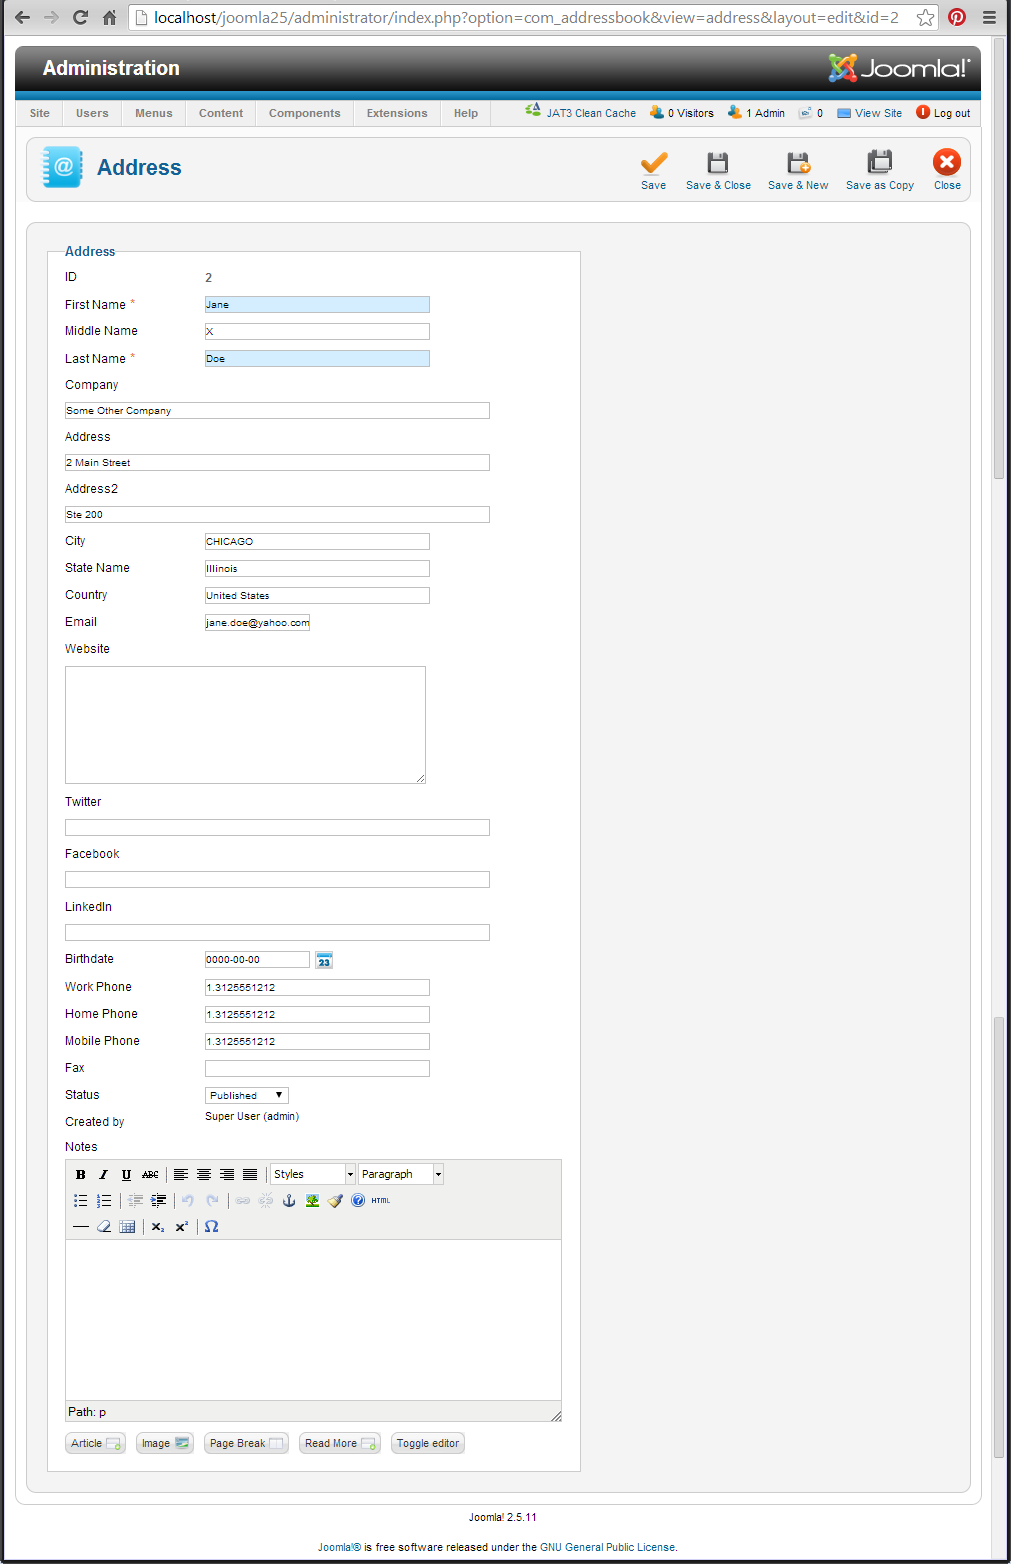 localhost/joomla25/administrator/index.php?option=com_addressbook&view=address&layout=edit&id=2
Administration
Joomla!
Site Users Menus Content Components Extensions Help JAT3 Clean Cache 0 Visitors 1 Admin 0 View Site Log out
@ Address
Save Save & Close Save & New Save as Copy Close
Address
ID 2
First Name * Jane
Middle Name X
Last Name * Doe
Company
Some Other Company
Address
2 Main Street
Address2
Ste 200
City CHICAGO
State Name Illinois
Country United States
Email jane.doe@yahoo.com
Website
Twitter
Facebook
LinkedIn
Birthdate 0000-00-00 23
Work Phone 1.3125551212
Home Phone 1.3125551212
Mobile Phone 1.3125551212
Fax
Status Published
Created by Super User (admin)
Notes
B I U ABC Styles Paragraph
HTML
x₂ x² Ω
Path: p
Article Image Page Break Read More Toggle editor
Joomla! 2.5.11
Joomla!® is free software released under the GNU General Public License.